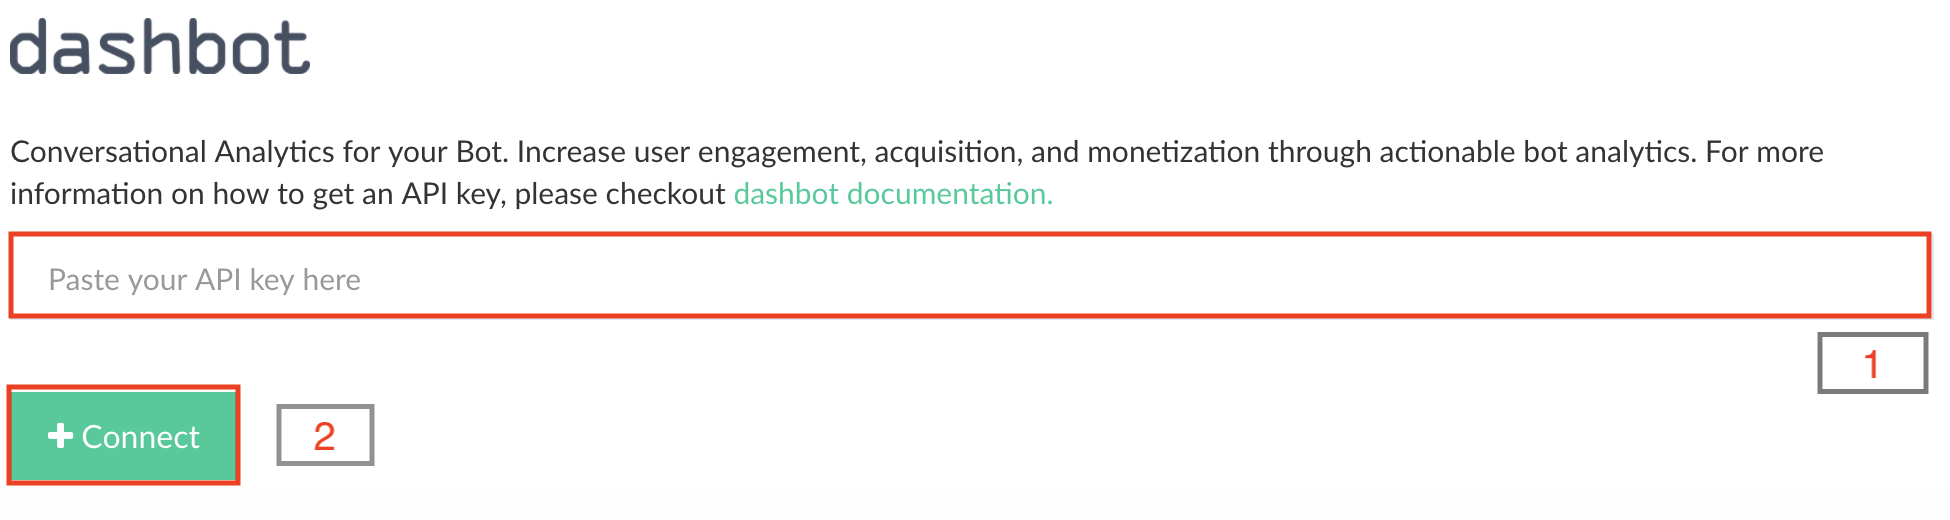 dashbot
Conversational Analytics for your Bot. Increase user engagement, acquisition, and monetization through actionable bot analytics. For more
information on how to get an API key, please checkout dashbot documentation.
Paste your API key here
1
+ Connect
2